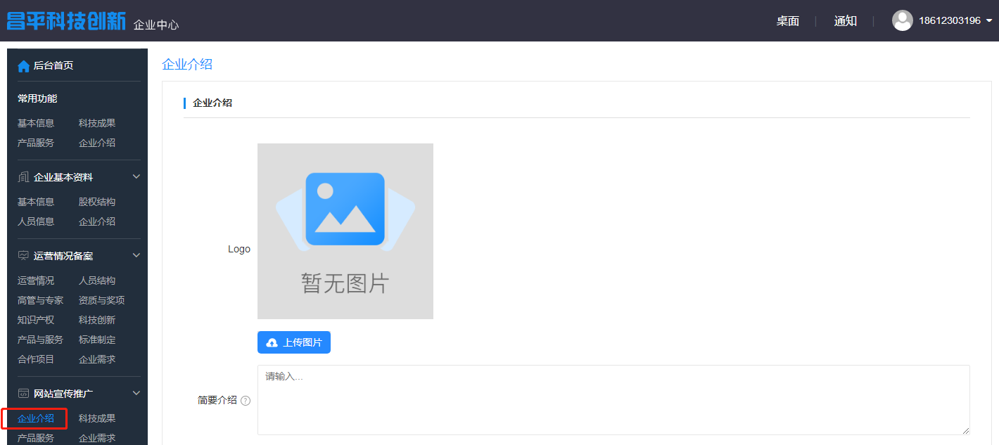 昌平科技创新 企业中心 桌面 通知 18612303196
后台首页
常用功能
基本信息 科技成果
产品服务 企业介绍
企业基本资料
基本信息 股权结构
人员信息 企业介绍
运营情况备案
运营情况 人员结构
高管与专家 资质与奖项
知识产权 科技创新
产品与服务 标准制定
合作项目 企业需求
网站宣传推广
企业介绍 科技成果
产品服务 企业需求
企业介绍
企业介绍
暂无图片
Logo
上传图片
简要介绍 ?
请输入...